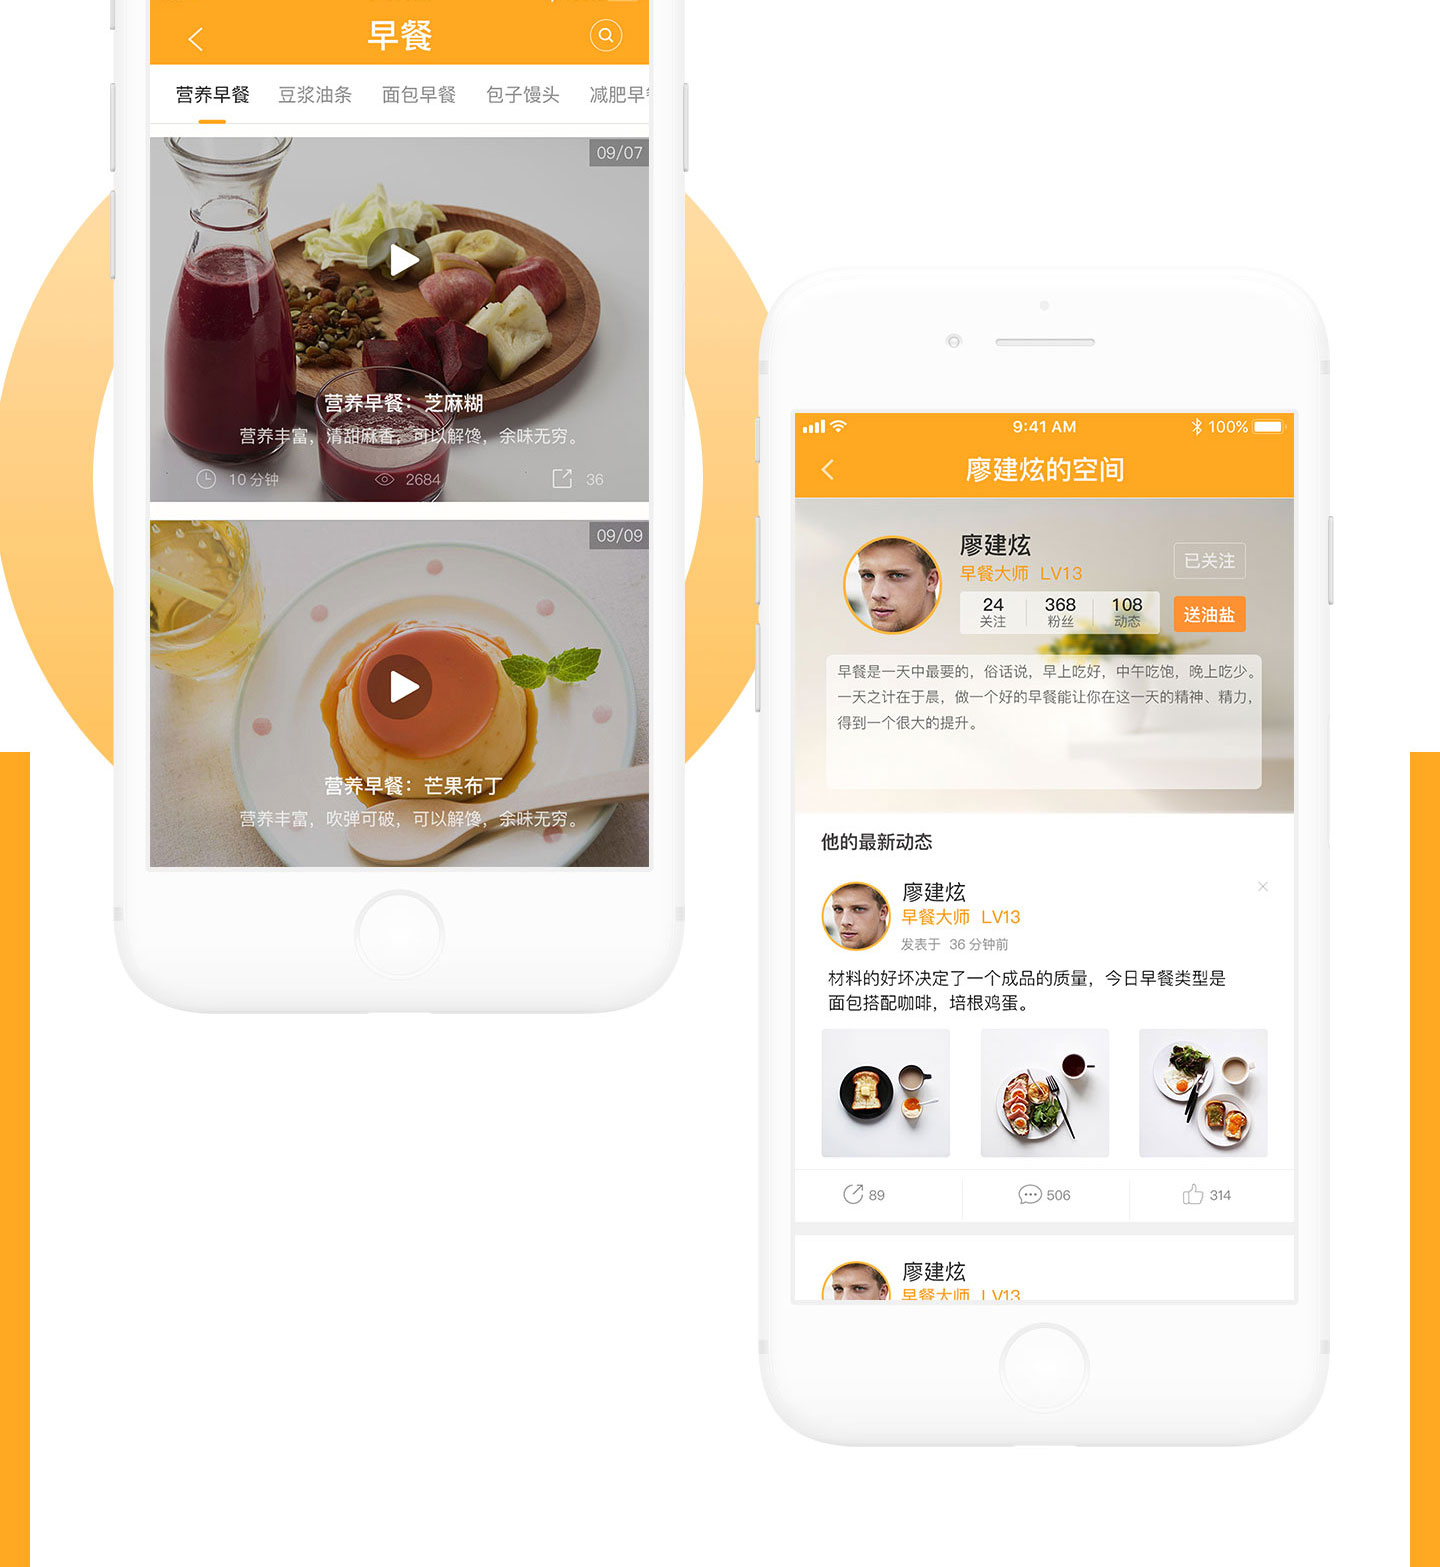 早餐
营养早餐 豆浆油条 面包早餐 包子馒头 减肥早
09/07
营养早餐：芝麻糊
营养丰富，清甜麻香，可以解馋，余味无穷。
10 分钟 2684 36
09/09
营养早餐：芒果布丁
营养丰富，吹弹可破，可以解馋，余味无穷。
9:41 AM 100%
廖建炫的空间
廖建炫
早餐大师 LV13
已关注
24 368 108
关注 粉丝 动态
送油盐
早餐是一天中最要的，俗话说，早上吃好，中午吃饱，晚上吃少。
一天之计在于晨，做一个好的早餐能让你在这一天的精神、精力，
得到一个很大的提升。
他的最新动态
廖建炫
早餐大师 LV13
发表于 36 分钟前
材料的好坏决定了一个成品的质量，今日早餐类型是
面包搭配咖啡，培根鸡蛋。
89 506 314
廖建炫
早餐大师 LV13